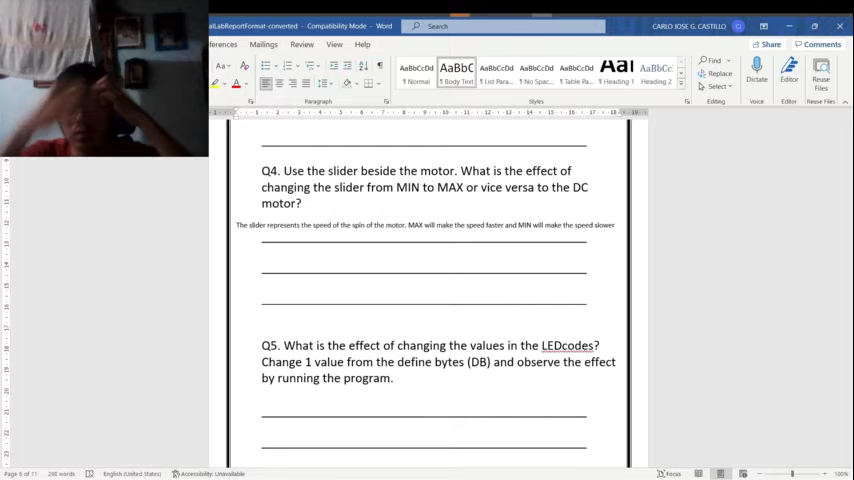 alLabReportFormat-converted - Compatibility Mode - Word
Search
CARLO JOSE G. CASTILLO
CJ
ferences Mailings Review View Help
Share Comments
Aa
A
AaBbCcDd AaBbC AaBbCcDd AaBbCcDd AaBbCcDd AaI AaBbCc
¶ Normal ¶ Body Text ¶ List Para... ¶ No Spac... ¶ Table Pa... ¶ Heading 1 ¶ Heading 2
Find
Replace
Select
Dictate Editor Reuse Files
Paragraph Styles Editing Voice Editor Reuse Files
Q4. Use the slider beside the motor. What is the effect of
changing the slider from MIN to MAX or vice versa to the DC
motor?
The slider represents the speed of the spin of the motor. MAX will make the speed faster and MIN will make the speed slower
Q5. What is the effect of changing the values in the LEDcodes?
Change 1 value from the define bytes (DB) and observe the effect
by running the program.
Page 6 of 11 298 words English (United States) Accessibility: Unavailable
Focus
100%